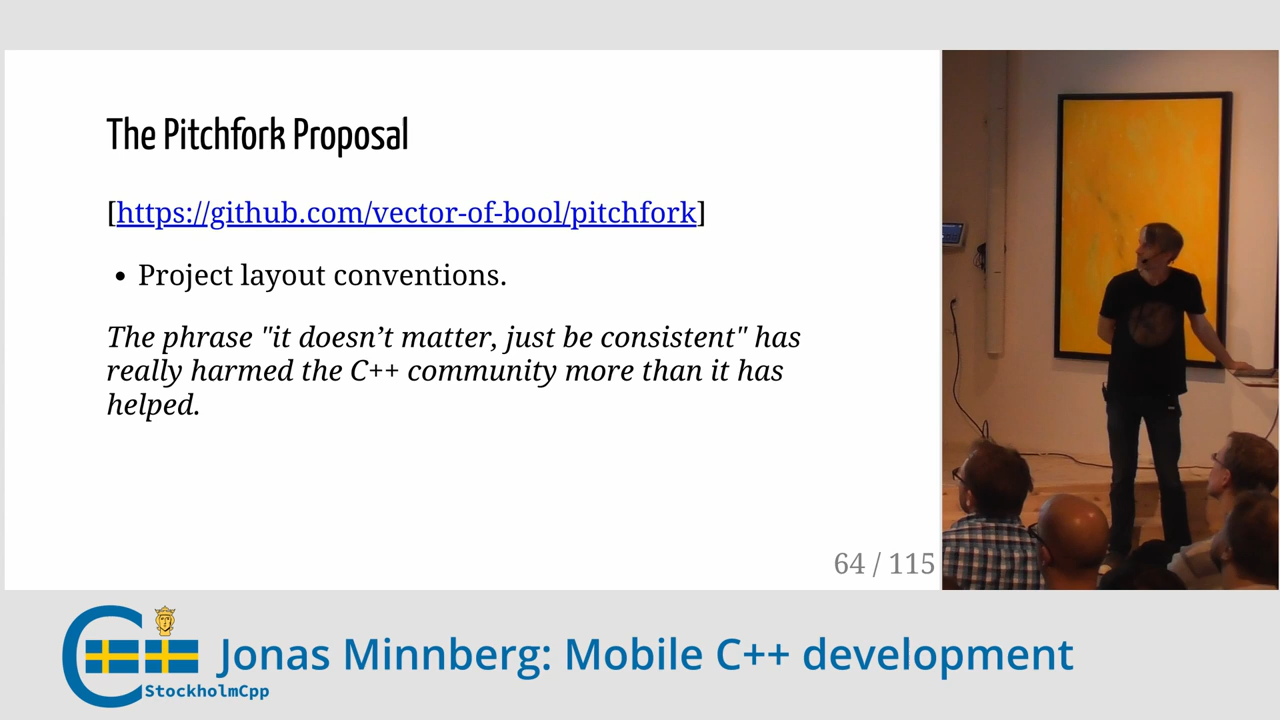 The Pitchfork Proposal
[https://github.com/vector-of-bool/pitchfork]
• Project layout conventions.
The phrase "it doesn’t matter, just be consistent" has
really harmed the C++ community more than it has
helped.
64 / 115
C++ Jonas Minnberg: Mobile C++ development
StockholmCpp